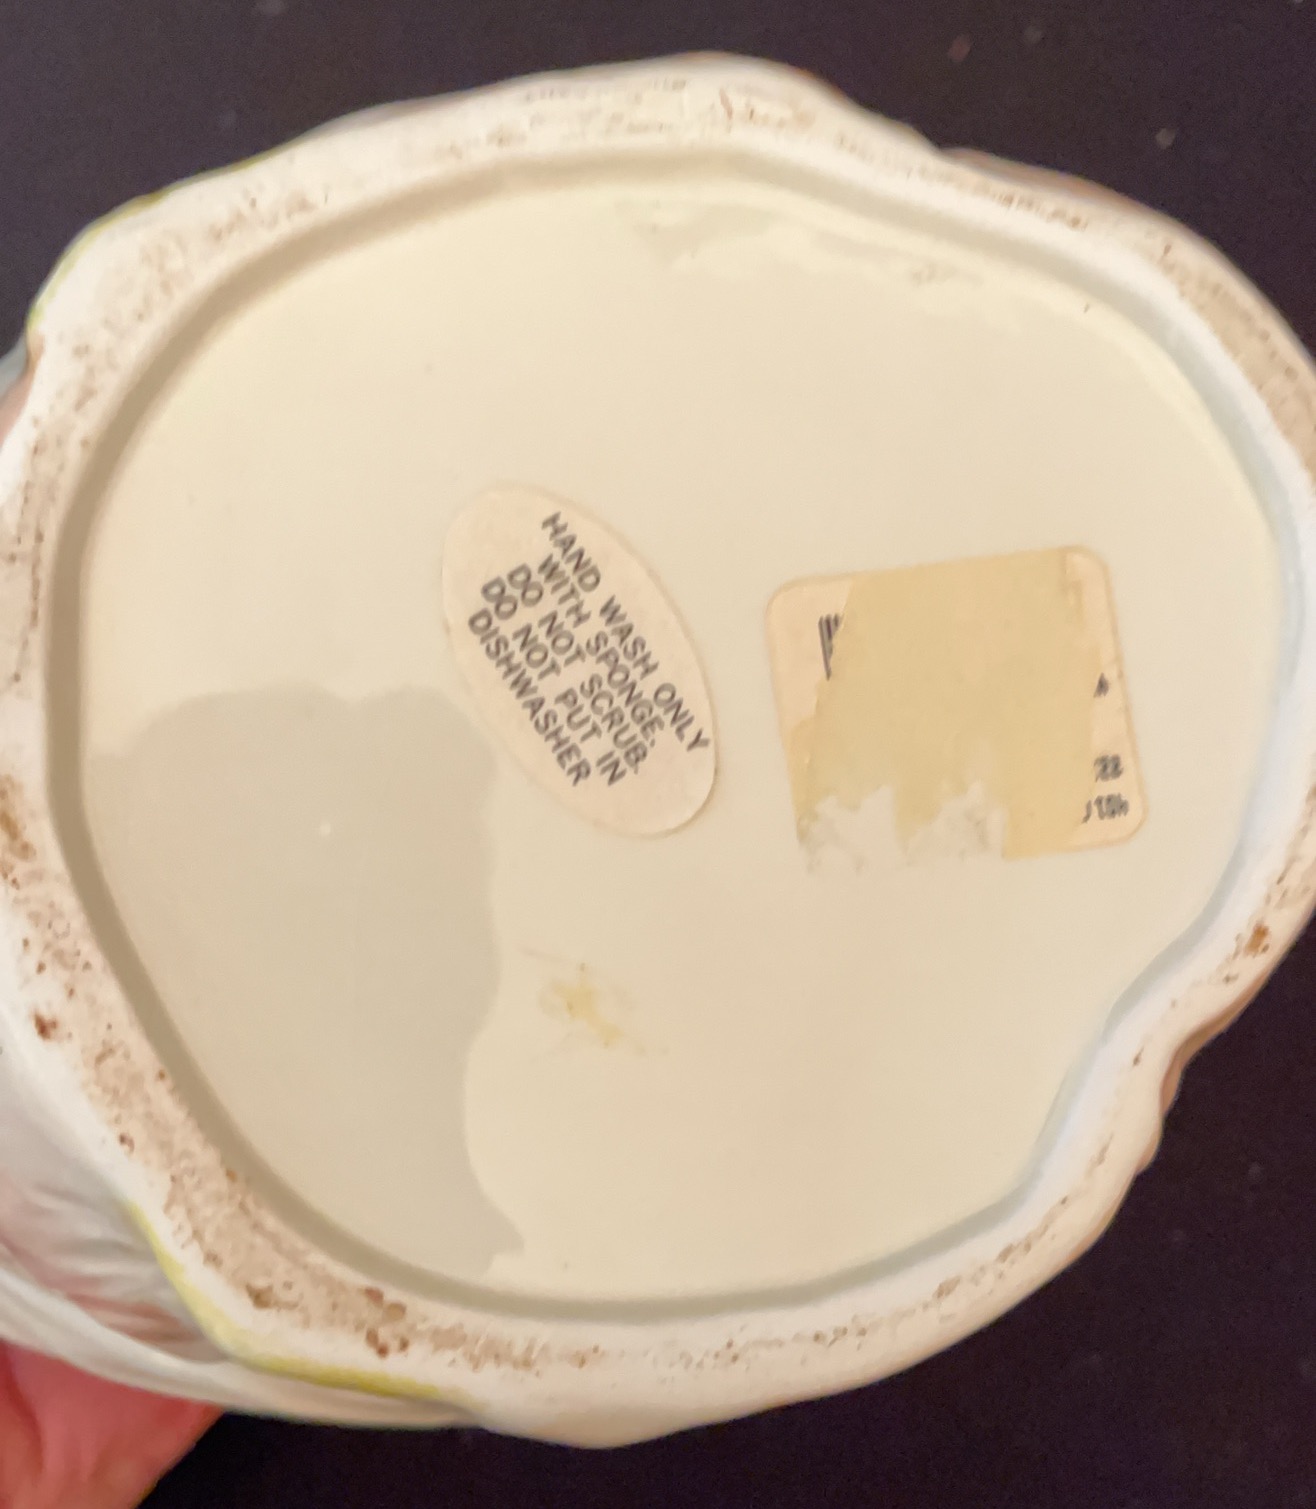 HAND WASH ONLY
WITH SPONGE.
DO NOT SCRUB.
DO NOT PUT IN
DISHWASHER